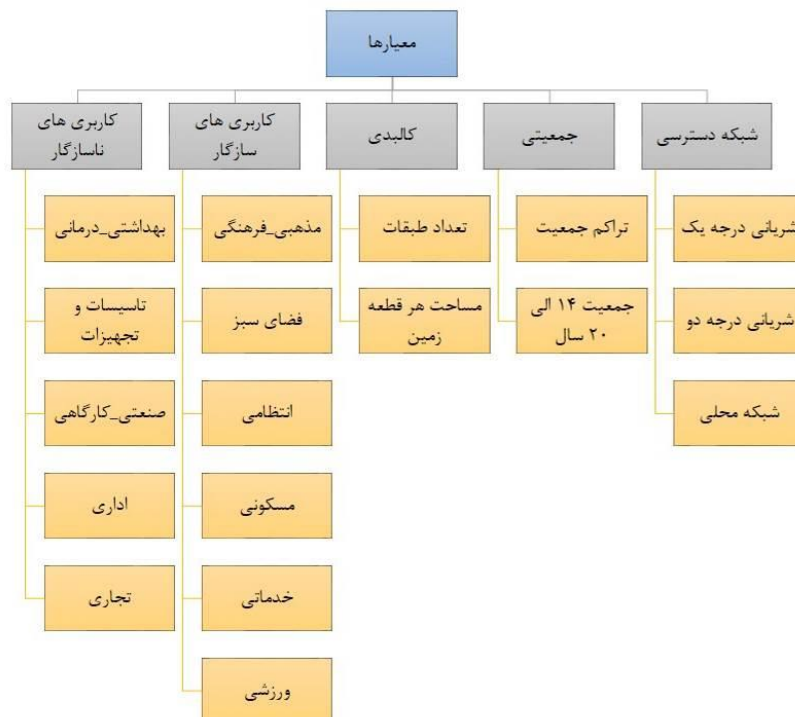 معیارها
شبکه دسترسی
شریانی درجه یک
شریانی درجه دو
شبکه محلی
جمعیتی
تراکم جمعیت
جمعیت ۱۴ الی
۲۰ سال
کالبدی
تعداد طبقات
مساحت هر قطعه
زمین
کاربری های
سازگار
مذهبی_فرهنگی
فضای سبز
انتظامی
مسکونی
خدماتی
ورزشی
کاربری های
ناسازگار
بهداشتی_درمانی
تاسیسات و
تجهیزات
صنعتی_کارگاهی
اداری
تجاری